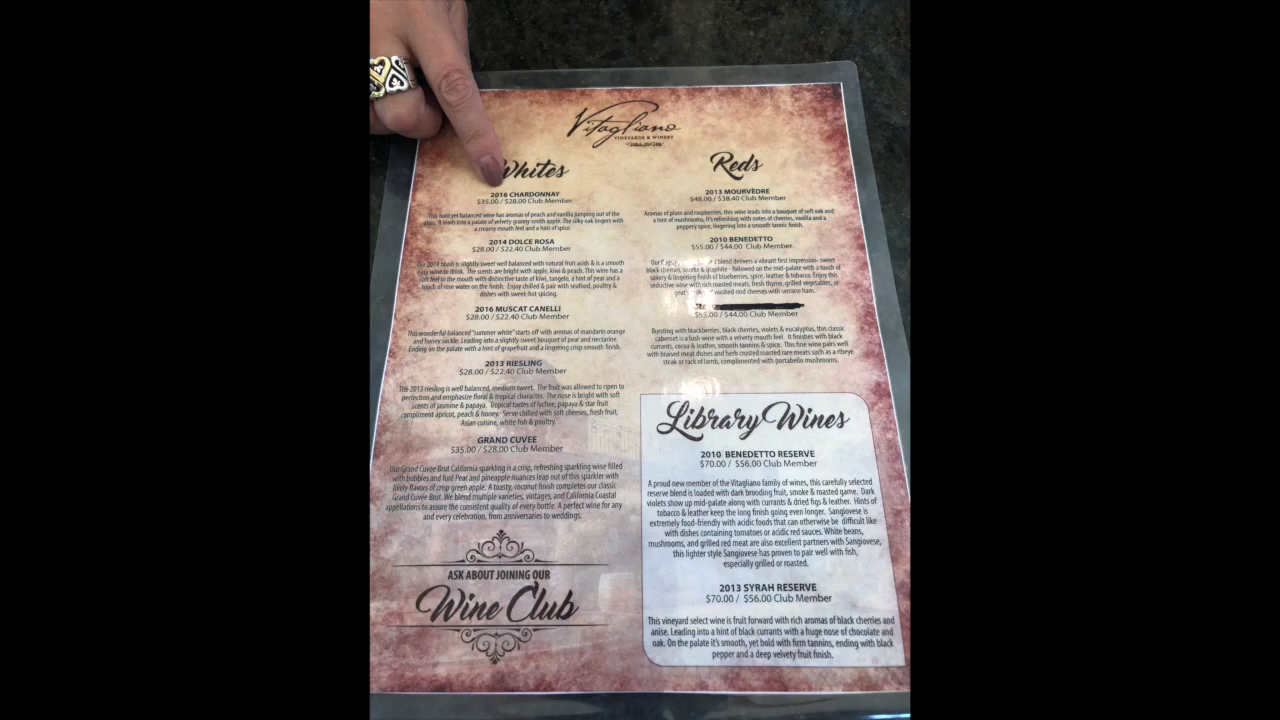 Vitagliano
VINEYARDS & WINERY
Whites
2016 CHARDONNAY
$35.00 / $28.00 Club Member
This bold yet balanced wine has aromas of peach and vanilla jumping out of the
glass. It leads into a palate of velvety granny smith apple. The silky oak lingers with
a creamy mouth feel and a hint of spice.
2014 DOLCE ROSA
$28.00 / $22.40 Club Member
Our 2014 blush is slightly sweet well balanced with natural fruit acids & is a smooth
easy wine to drink. The scents are bright with apple, kiwi & peach. This wine has a
soft feel in the mouth with distinctive taste of kiwi, tangelo, a hint of pear and a
touch of rose water on the finish. Enjoy chilled & pair with seafood, poultry &
dishes with sweet-hot spicing.
2016 MUSCAT CANELLI
$28.00 / $22.40 Club Member
This wonderful balanced "summer white" starts off with aromas of mandarin orange
and honey suckle. Leading into a slightly sweet bouquet of pear and nectarine.
Ending on the palate with a hint of grapefruit and a lingering crisp smooth finish.
2013 RIESLING
$28.00 / $22.40 Club Member
The 2013 riesling is well balanced, medium sweet. The fruit was allowed to ripen to
perfection and emphasize floral & tropical character. The nose is bright with soft
scents of jasmine & papaya. Tropical tastes of lychee, papaya & star fruit
compliment apricot, peach & honey. Serve chilled with soft cheeses, fresh fruit,
Asian cuisine, white fish & poultry.
GRAND CUVEE
$35.00 / $28.00 Club Member
Our Grand Cuvee Brut California sparkling is a crisp, refreshing sparkling wine filled
with bubbles and fun! Pear and pineapple nuances leap out of this sparkler with
lively flavors of crisp green apple. A toasty, coconut finish completes our classic
Grand Cuvee Brut. We blend multiple varieties, vintages, and California Coastal
appellations to assure the consistent quality of every bottle. A perfect wine for any
and every celebration, from anniversaries to weddings.
ASK ABOUT JOINING OUR
Wine Club
Reds
2013 MOURVÈDRE
$48.00 / $38.40 Club Member
Aromas of plum and raspberries, this wine leads into a bouquet of soft oak and
a hint of mushrooms. It's refreshing with notes of cherries, vanilla and a
peppery spice, lingering into a smooth tannic finish.
2010 BENEDETTO
$55.00 / $44.00 Club Member
Our blend delivers a vibrant first impression- sweet
black cherries, smoke & graphite - followed on the mid-palate with a touch of
savory & lingering finish of blueberries, spice, leather & tobacco. Enjoy this
seductive wine with rich roasted meats, fresh thyme, grilled vegetables, or
washed rind cheeses with serrano ham.
$55.00 / $44.00 Club Member
Bursting with blackberries, black cherries, violets & eucalyptus, this classic
cabernet is a lush wine with a velvety mouth feel. It finishes with black
currants, cocoa & leather, smooth tannins & spice. This fine wine pairs well
with braised meat dishes and herb crusted roasted rare meats such as a ribeye
steak or rack of lamb, complimented with portabello mushrooms.
Library Wines
2010 BENEDETTO RESERVE
$70.00 / $56.00 Club Member
A proud new member of the Vitagliano family of wines, this carefully selected
reserve blend is loaded with dark brooding fruit, smoke & roasted game. Dark
violets show up mid-palate along with currants & dried figs & leather. Hints of
tobacco & leather keep the long finish going even longer. Sangiovese is
extremely food-friendly with acidic foods that can otherwise be difficult like
with dishes containing tomatoes or acidic red sauces. White beans,
mushrooms, and grilled red meat are also excellent partners with Sangiovese,
this lighter style Sangiovese has proven to pair well with fish,
especially grilled or roasted.
2013 SYRAH RESERVE
$70.00 / $56.00 Club Member
This vineyard select wine is fruit forward with rich aromas of black cherries and
anise. Leading into a hint of black currants with a huge nose of chocolate and
oak. On the palate it's smooth, yet bold with firm tannins, ending with black
pepper and a deep velvety fruit finish.